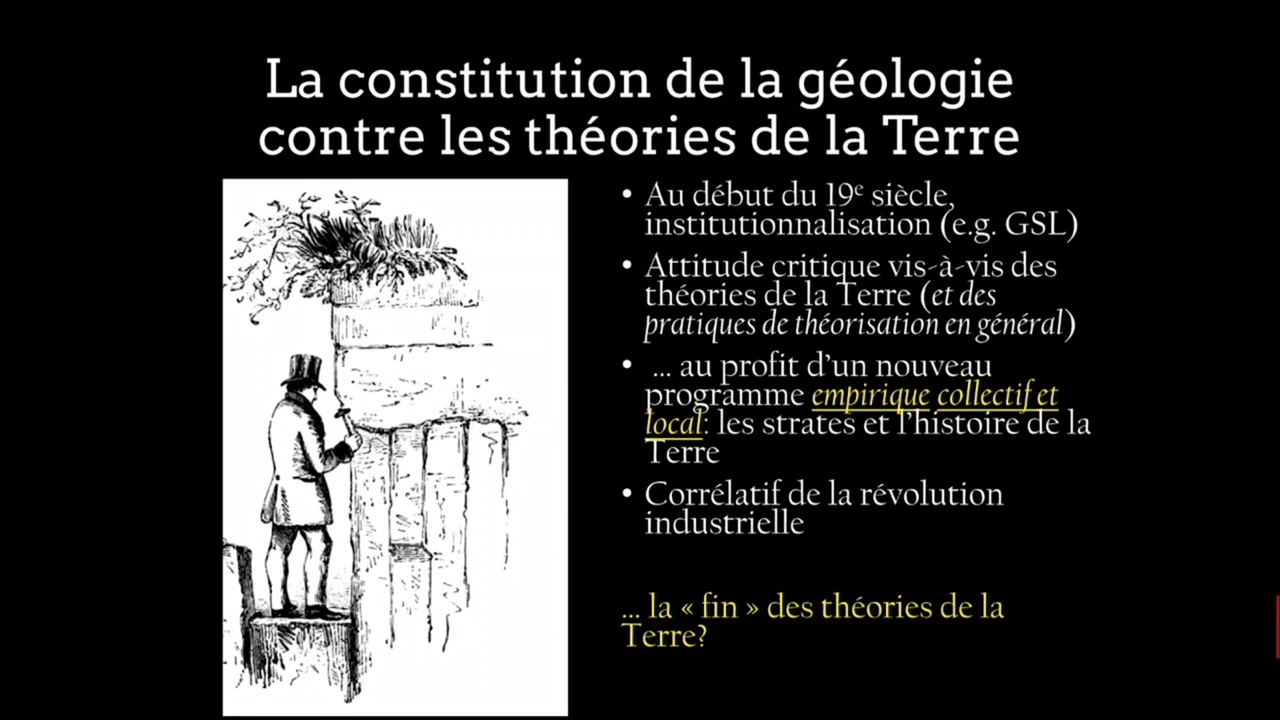 La constitution de la géologie
contre les théories de la Terre
• Au début du 19e siècle,
institutionnalisation (e.g. GSL)
• Attitude critique vis-à-vis des
théories de la Terre (et des
pratiques de théorisation en général)
• ... au profit d'un nouveau
programme empirique collectif et
local: les strates et l'histoire de la
Terre
• Corrélatif de la révolution
industrielle
... la « fin » des théories de la
Terre?